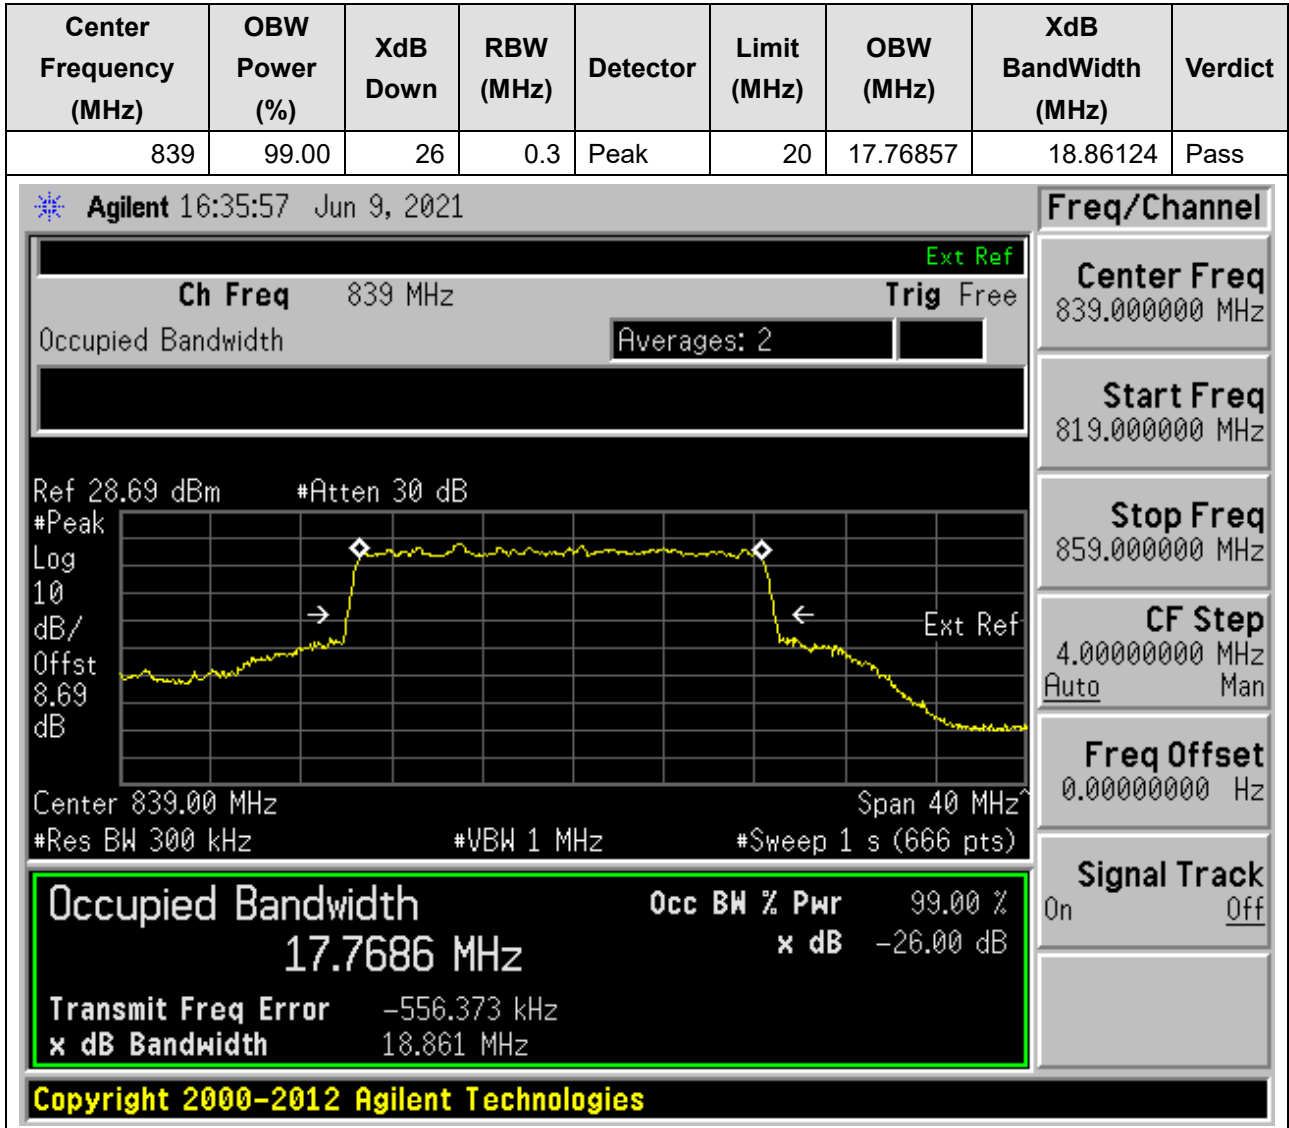 Center Frequency (MHz) OBW Power (%) XdB Down RBW (MHz) Detector Limit (MHz) OBW (MHz) XdB BandWidth (MHz) Verdict
839 99.00 26 0.3 Peak 20 17.76857 18.86124 Pass
Agilent 16:35:57 Jun 9, 2021
Freq/Channel
Ext Ref
Ch Freq 839 MHz Trig Free
Occupied Bandwidth Averages: 2
Center Freq
839.000000 MHz
Start Freq
819.000000 MHz
Stop Freq
859.000000 MHz
CF Step
4.00000000 MHz
Auto Man
Freq Offset
0.00000000 Hz
Signal Track
On Off
Ref 28.69 dBm #Atten 30 dB
#Peak
Log
10
dB/
Offst
8.69
dB
Ext Ref
Center 839.00 MHz Span 40 MHz^
#Res BW 300 kHz #VBW 1 MHz #Sweep 1 s (666 pts)
Occupied Bandwidth Occ BW % Pwr 99.00 %
17.7686 MHz x dB -26.00 dB
Transmit Freq Error -556.373 kHz
x dB Bandwidth 18.861 MHz
Copyright 2000-2012 Agilent Technologies